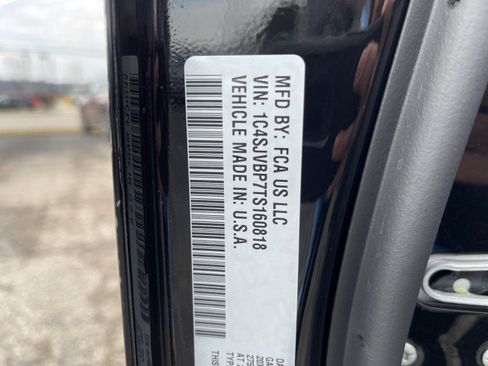 MFD BY: FCA US LLC
VIN: 1C4SJVBP7TS160818
VEHICLE MADE IN U.S.A.